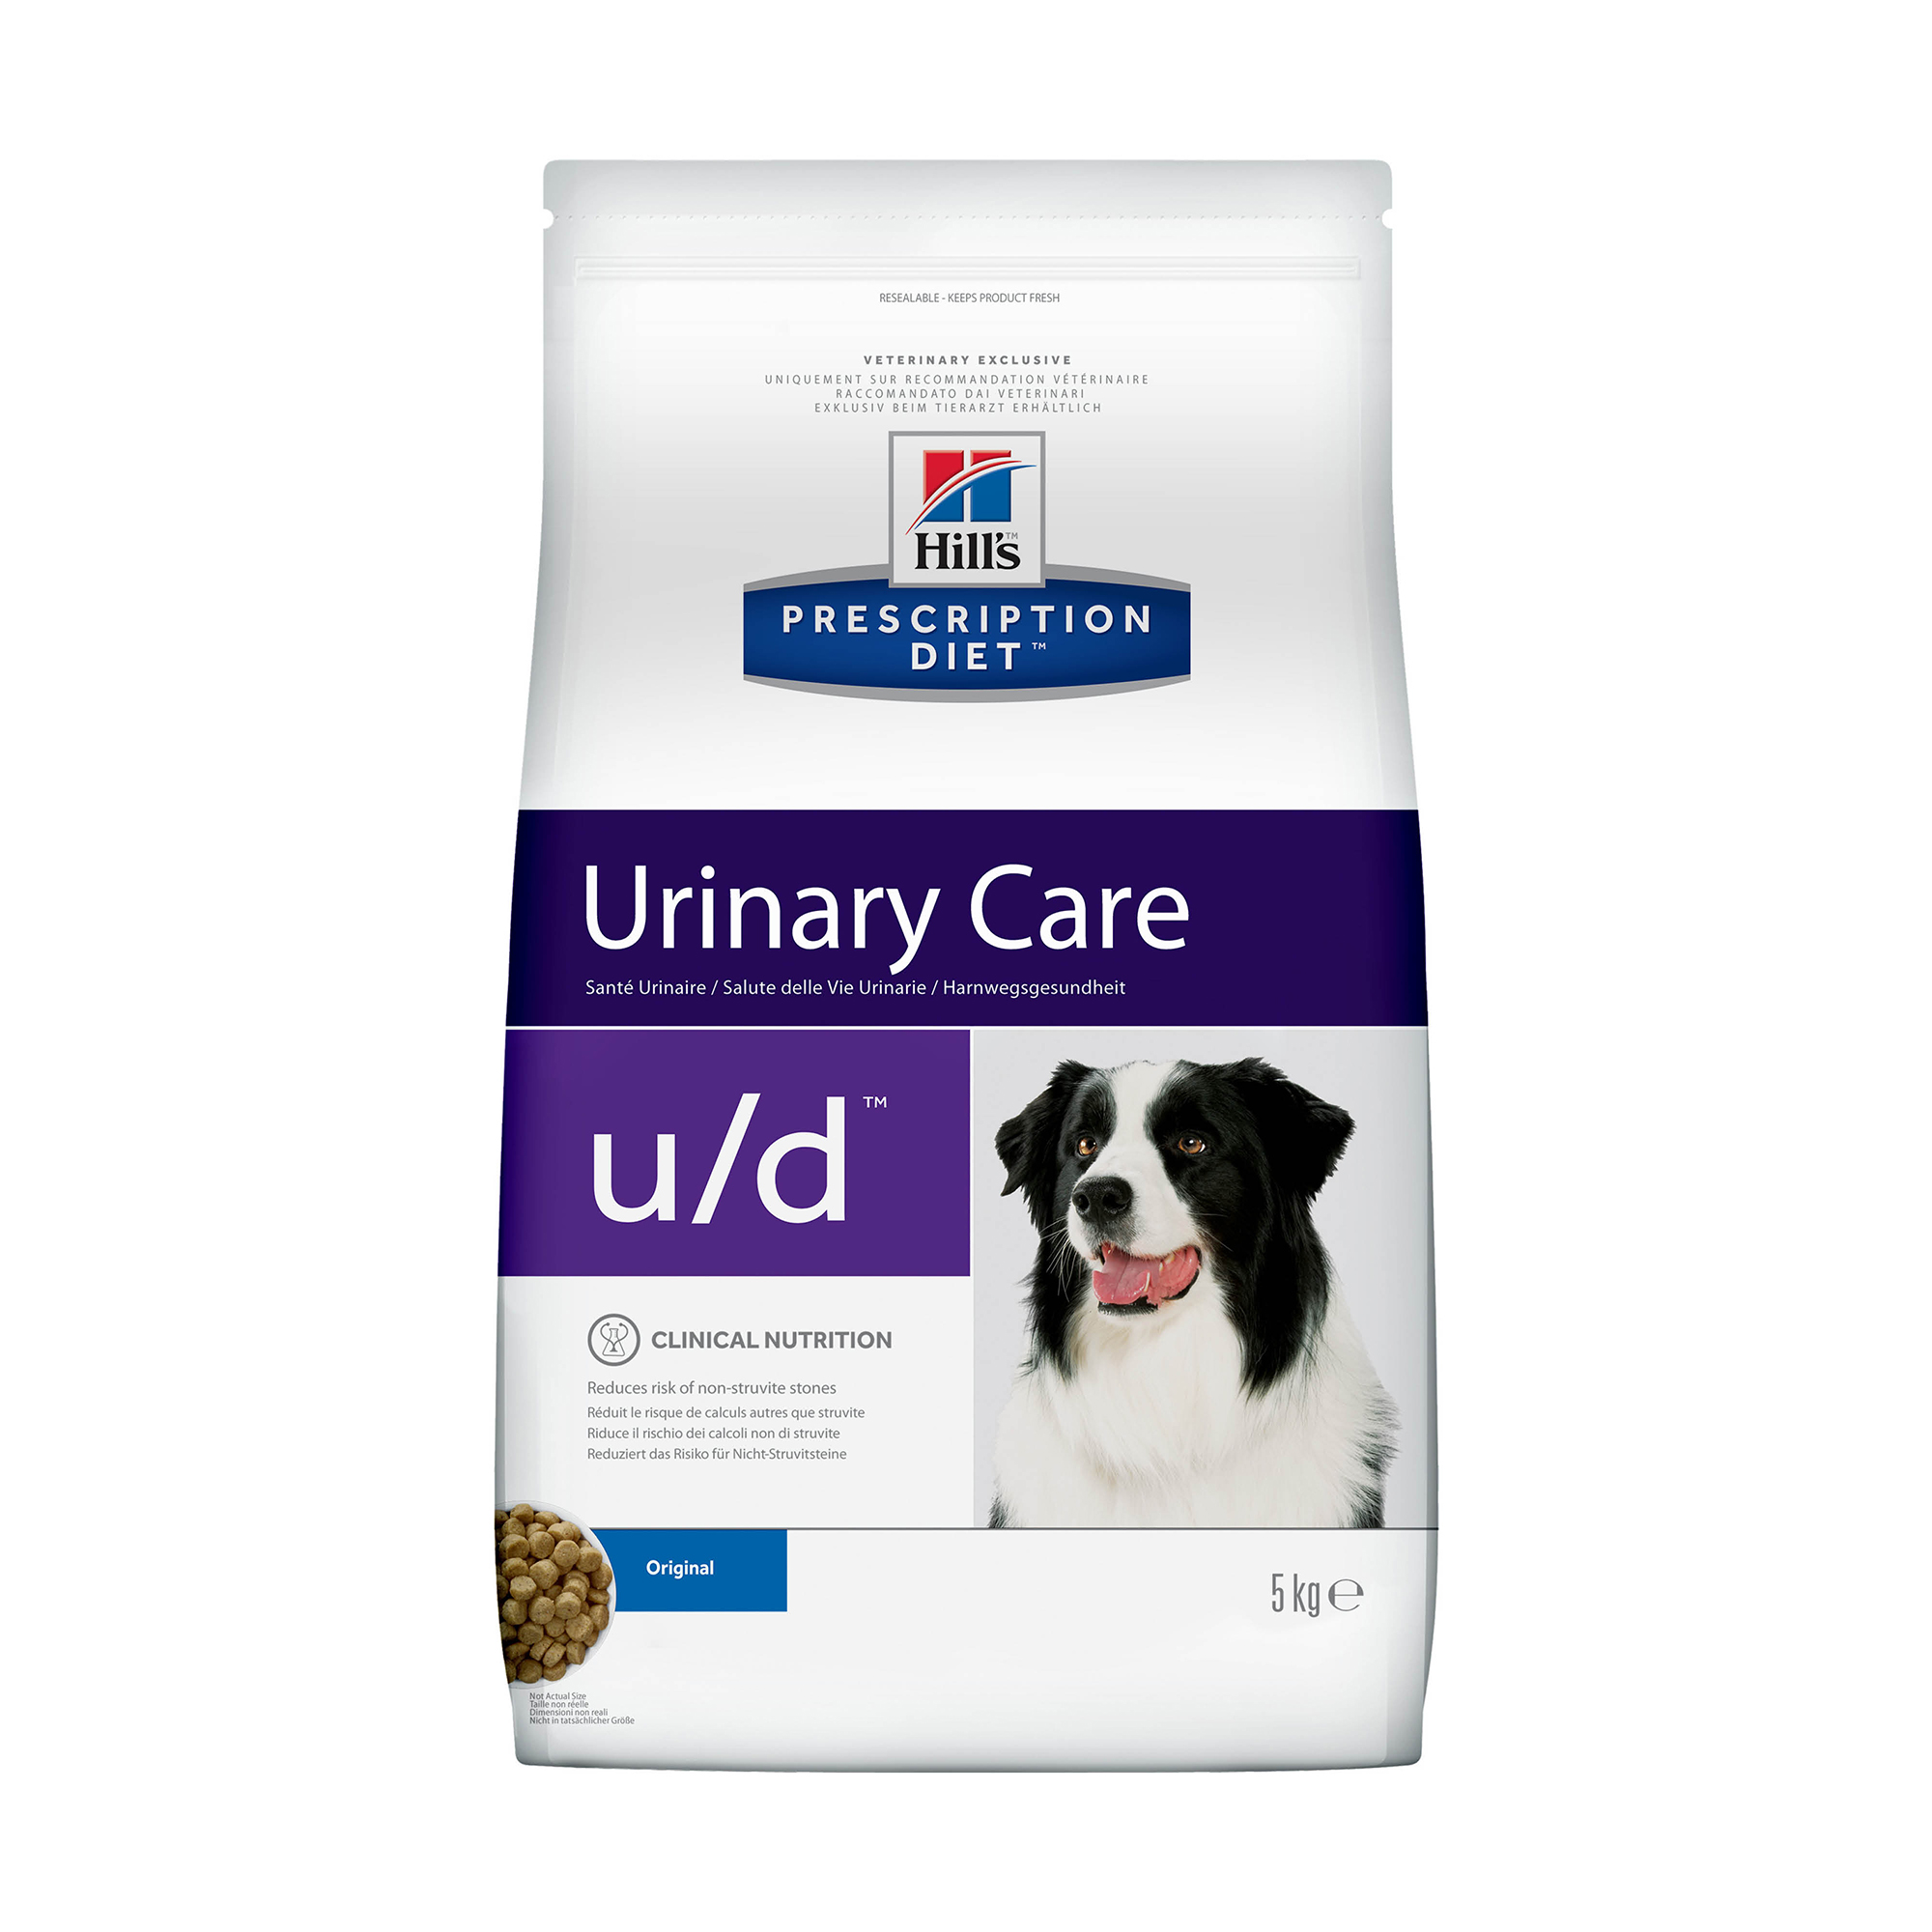 RESEALABLE - KEEPS PRODUCT FRESH
VETERINARY EXCLUSIVE
UNIQUEMENT SUR RECOMMANDATION VÉTÉRINAIRE
RACCOMANDATO DAI VETERINARI
EXKLUSIV BEIM TIERARZT ERHÄLTLICH
Hill's™
PRESCRIPTION
DIET™
Urinary Care
Santé Urinaire / Salute delle Vie Urinarie / Harnwegsgesundheit
u/d™
CLINICAL NUTRITION
Reduces risk of non-struvite stones
Réduit le risque de calculs autres que struvite
Riduce il rischio dei calcoli non di struvite
Reduziert das Risiko für Nicht-Struvitsteine
Original
5 kg ℮
Not Actual Size
Taille non réelle
Dimensioni non reali
Nicht in tatsächlicher Größe